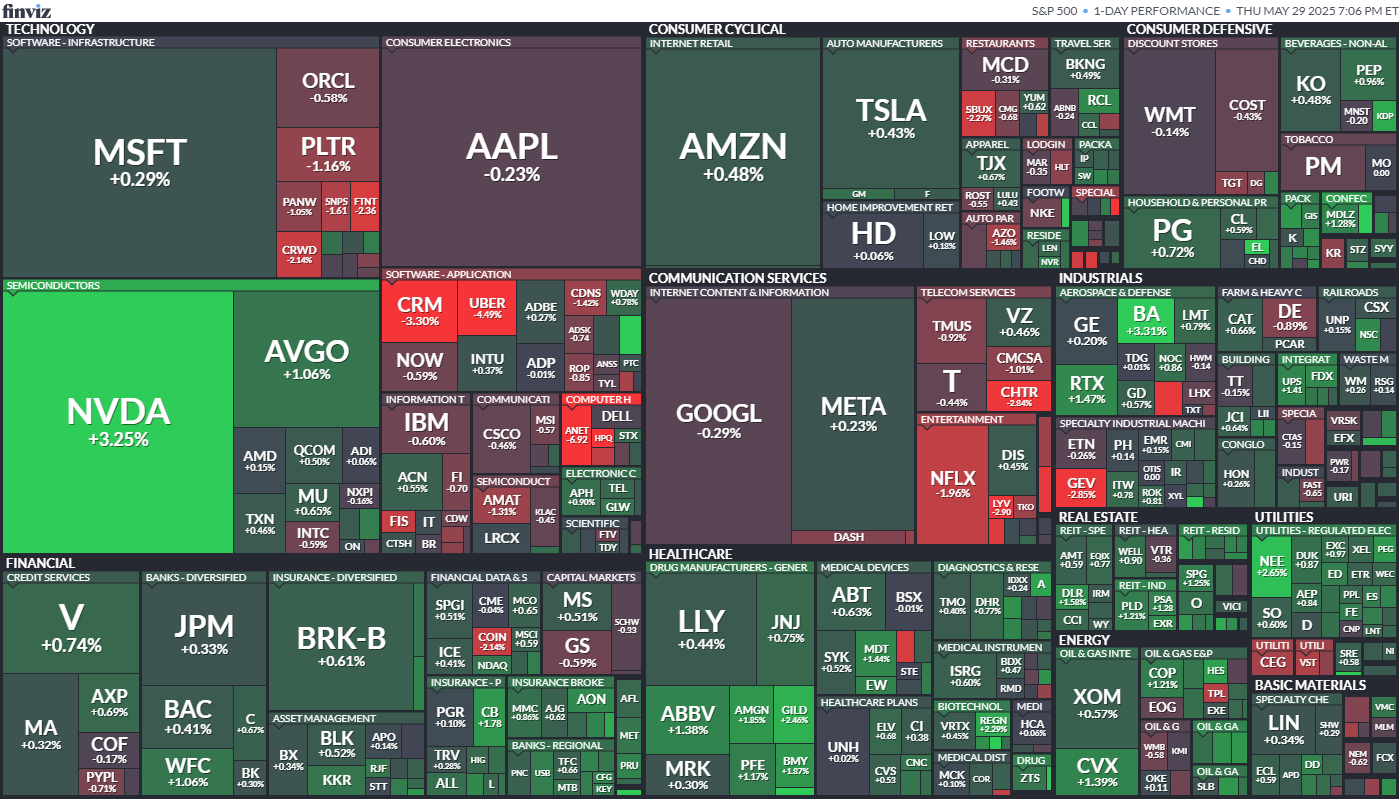 finviz
S&P 500 • 1-DAY PERFORMANCE • THU MAY 29 2025 7:06 PM ET
TECHNOLOGY
SOFTWARE - INFRASTRUCTURE
MSFT
+0.29%
ORCL
-0.58%
PLTR
-1.16%
PANW
-1.05%
SNPS
-1.61
FTNT
-2.36
CRWD
-2.14%
CONSUMER ELECTRONICS
AAPL
-0.23%
SEMICONDUCTORS
NVDA
+3.25%
AVGO
+1.06%
AMD
+0.15%
QCOM
+0.50%
ADI
+0.06%
TXN
+0.46%
MU
+0.65%
NXPI
-0.16%
INTC
-0.59%
ON
SOFTWARE - APPLICATION
CRM
-3.30%
UBER
-4.49%
ADBE
+0.27%
CDNS
-1.42%
WDAY
+0.78%
NOW
-0.59%
INTU
+0.37%
ADP
-0.01%
ADSK
-0.74
ROP
-0.85
ANSS
PTC
TYL
INFORMATION T
IBM
-0.60%
ACN
+0.55%
FI
-0.70
FIS
IT
CDW
CTSH
BR
COMMUNICATI
CSCO
-0.46%
MSI
-0.57
SEMICONDUCT
AMAT
-1.31%
KLAC
-0.45
LRCX
COMPUTER H
ANET
-6.92
DELL
HPQ
STX
ELECTRONIC C
APH
+0.90%
TEL
GLW
SCIENTIFIC
FTV
TDY
CONSUMER CYCLICAL
INTERNET RETAIL
AMZN
+0.48%
AUTO MANUFACTURERS
TSLA
+0.43%
GM
F
HOME IMPROVEMENT RET
HD
+0.06%
LOW
+0.18%
RESTAURANTS
MCD
-0.31%
SBUX
-2.27%
CMG
-0.68
YUM
+0.62
TRAVEL SER
BKNG
+0.49%
ABNB
-0.24
RCL
CCL
APPAREL
TJX
+0.67%
ROST
-0.55
LULU
+0.43
LODGIN
MAR
-0.35
HLT
PACKA
IP
SW
FOOTW
NKE
SPECIAL
AUTO PAR
AZO
-1.46%
RESIDE
LEN
NVR
CONSUMER DEFENSIVE
DISCOUNT STORES
WMT
-0.14%
COST
-0.43%
TGT
DG
BEVERAGES - NON-AL
KO
+0.48%
PEP
+0.96%
MNST
-0.20
KDP
TOBACCO
PM
MO
0.00
HOUSEHOLD & PERSONAL PR
PG
+0.72%
CL
+0.59%
EL
CHD
PACK
GIS
K
CONFEC
MDLZ
+1.28%
KR
STZ
SYY
COMMUNICATION SERVICES
INTERNET CONTENT & INFORMATION
GOOGL
-0.29%
META
+0.23%
DASH
TELECOM SERVICES
TMUS
-0.92%
VZ
+0.46%
T
-0.44%
CMCSA
-1.01%
CHTR
-2.84%
ENTERTAINMENT
NFLX
-1.96%
DIS
+0.45%
LYV
-2.90
TKO
INDUSTRIALS
AEROSPACE & DEFENSE
GE
+0.20%
BA
+3.31%
LMT
+0.79%
RTX
+1.47%
TDG
+0.01%
NOC
+0.86
HWM
-0.14
GD
+0.57%
LHX
TXT
FARM & HEAVY C
CAT
+0.66%
DE
-0.89%
PCAR
RAILROADS
UNP
+0.15%
CSX
NSC
BUILDING
TT
-0.15%
JCI
+0.64%
LII
INTEGRAT
UPS
+1.41
FDX
WASTE M
WM
+0.26
RSG
+0.14
SPECIALTY INDUSTRIAL MACHI
ETN
-0.26%
PH
+0.14
EMR
+0.15%
CMI
GEV
-2.85%
ITW
+0.78
OTIS
0.00
IR
ROK
+0.81
XYL
CONGLO
HON
+0.26%
SPECIA
CTAS
-0.15
VRSK
EFX
INDUST
FAST
-0.65
PWR
-0.17
URI
FINANCIAL
CREDIT SERVICES
V
+0.74%
MA
+0.32%
AXP
+0.69%
COF
-0.17%
PYPL
-0.71%
BANKS - DIVERSIFIED
JPM
+0.33%
BAC
+0.41%
C
+0.67%
WFC
+1.06%
BK
+0.30%
INSURANCE - DIVERSIFIED
BRK-B
+0.61%
ASSET MANAGEMENT
BX
+0.34%
BLK
+0.52%
APO
+0.14%
KKR
RJF
STT
FINANCIAL DATA & S
SPGI
+0.51%
CME
-0.04%
MCO
+0.65
ICE
+0.41%
COIN
-2.14%
MSCI
+0.59
NDAQ
CAPITAL MARKETS
MS
+0.51%
GS
-0.59%
SCHW
-0.33
INSURANCE - P
PGR
+0.10%
CB
+1.78
TRV
+0.28%
HIG
ALL
L
INSURANCE BROKE
MMC
+0.86%
AJG
+0.62
AON
BANKS - REGIONAL
PNC
USB
TFC
+0.66
MTB
CFG
KEY
AFL
MET
PRU
HEALTHCARE
DRUG MANUFACTURERS - GENER
LLY
+0.44%
JNJ
+0.75%
ABBV
+1.38%
AMGN
+1.85%
GILD
+2.46%
MRK
+0.30%
PFE
+1.17%
BMY
+1.87%
MEDICAL DEVICES
ABT
+0.63%
BSX
-0.01%
SYK
+0.52%
MDT
+1.44%
STE
EW
HEALTHCARE PLANS
UNH
+0.02%
ELV
+0.68
CI
+0.38
CVS
+0.53
CNC
DIAGNOSTICS & RESE
TMO
+0.40%
DHR
+0.77%
IDXX
+0.24
A
MEDICAL INSTRUMEN
ISRG
+0.60%
BDX
+0.47
RMD
BIOTECHNOL
VRTX
+0.45%
REGN
+2.29%
MEDI
HCA
+0.06%
MEDICAL DIST
MCK
+0.10%
COR
DRUG
ZTS
REAL ESTATE
REIT - SPE
AMT
+0.59
EQIX
+0.77
DLR
+1.58%
IRM
CCI
WY
REIT - HEA
WELL
+0.90
VTR
-0.36
REIT - IND
PLD
+1.21%
PSA
+1.28
EXR
REIT - RESID
SPG
+1.25%
O
VICI
UTILITIES
UTILITIES - REGULATED ELEC
NEE
+2.65%
DUK
+0.87
EXC
+0.97
XEL
PEG
ED
ETR
WEC
SO
+0.60%
AEP
+0.84
PPL
ES
D
FE
CNP
LNT
UTILITI
CEG
UTILI
VST
SRE
+0.58
NI
ENERGY
OIL & GAS INTE
XOM
+0.57%
CVX
+1.39%
OIL & GAS E&P
COP
+1.21%
HES
EOG
TPL
EXE
OIL & G
WMB
-0.58
KMI
OKE
+0.11
OIL & GA
OIL & GA
SLB
BASIC MATERIALS
SPECIALTY CHE
LIN
+0.34%
SHW
+0.29
ECL
+0.59
APD
DD
VMC
MLM
NEM
-0.62
FCX